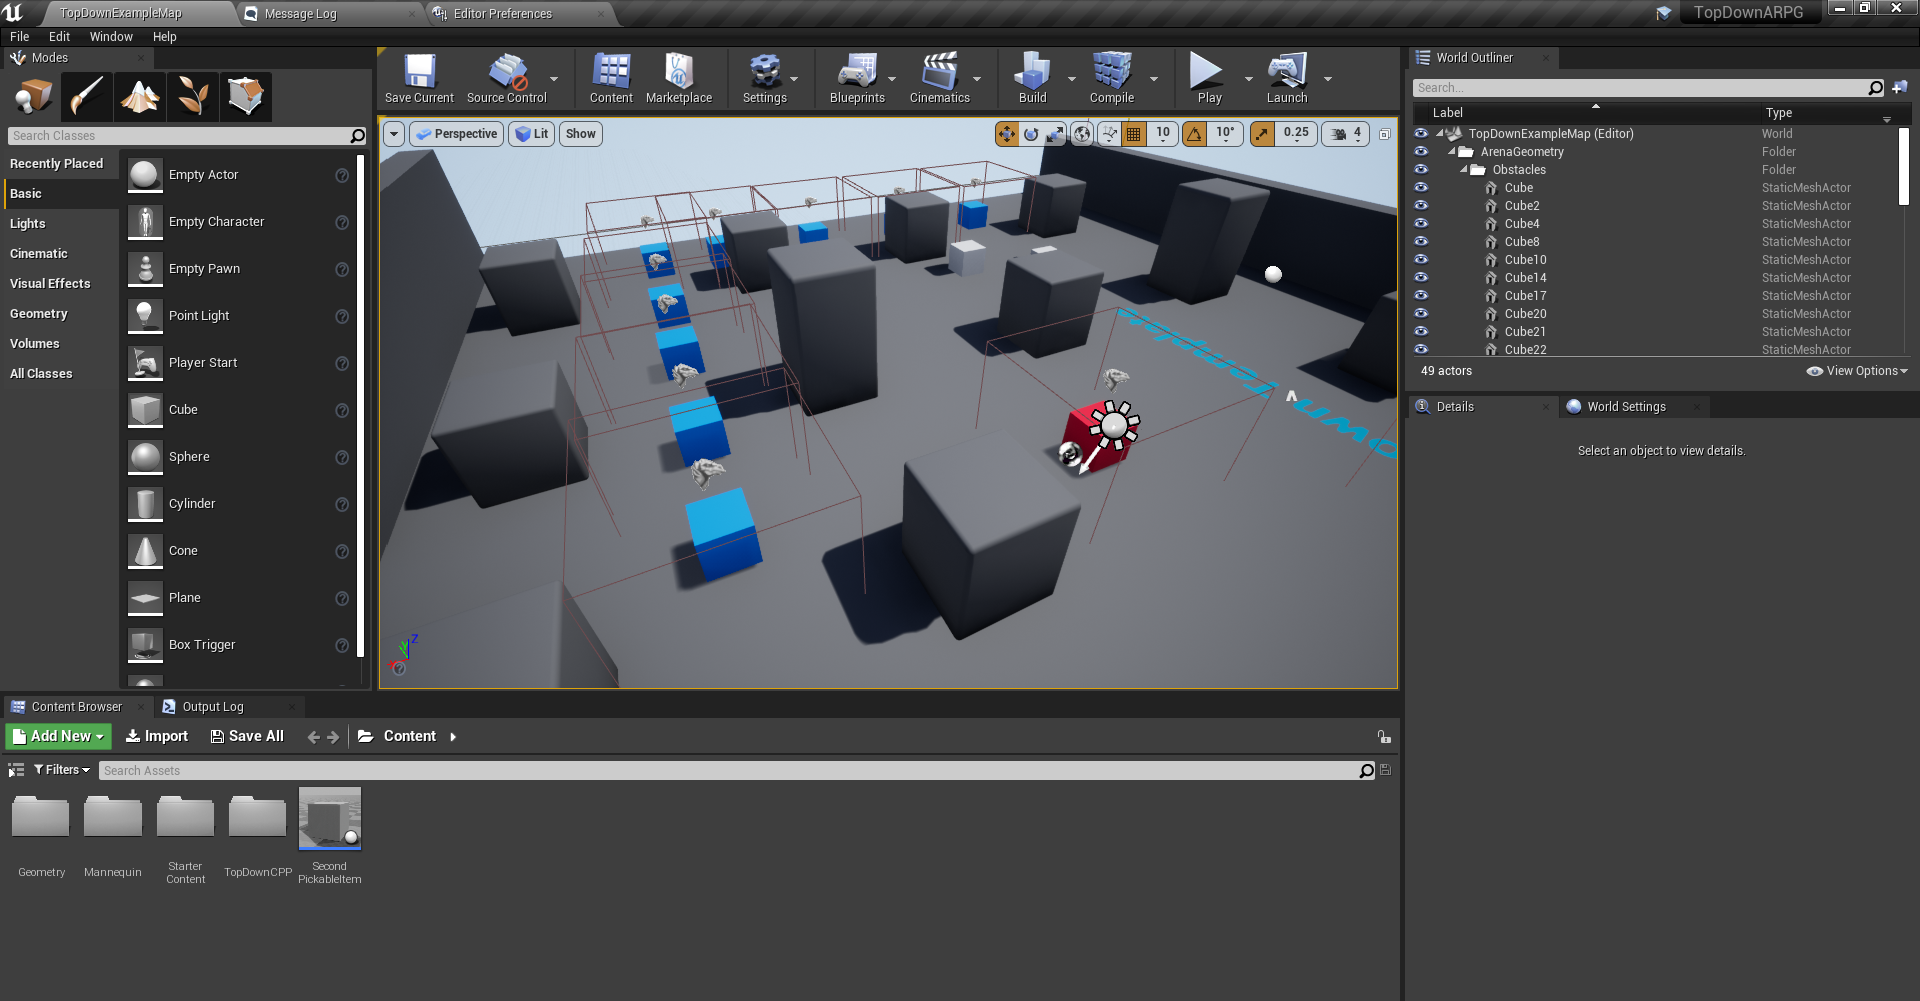 TopDownExampleMap
Message Log
Editor Preferences
TopDownARPG
File Edit Window Help
Modes
Search Classes
Recently Placed
Basic
Lights
Cinematic
Visual Effects
Geometry
Volumes
All Classes
Empty Actor
Empty Character
Empty Pawn
Point Light
Player Start
Cube
Sphere
Cylinder
Cone
Plane
Box Trigger
Save Current
Source Control
Content
Marketplace
Settings
Blueprints
Cinematics
Build
Compile
Play
Launch
Perspective
Lit
Show
10
10°
0.25
4
Z
World Outliner
Search...
Label Type
TopDownExampleMap (Editor) World
ArenaGeometry Folder
Obstacles Folder
Cube StaticMeshActor
Cube2 StaticMeshActor
Cube4 StaticMeshActor
Cube8 StaticMeshActor
Cube10 StaticMeshActor
Cube14 StaticMeshActor
Cube17 StaticMeshActor
Cube20 StaticMeshActor
Cube21 StaticMeshActor
Cube22 StaticMeshActor
49 actors
View Options
Details
World Settings
Select an object to view details.
Content Browser
Output Log
Add New
Import
Save All
Content
Filters
Search Assets
Geometry
Mannequin
Starter
Content
TopDownCPP
Second
PickableItem